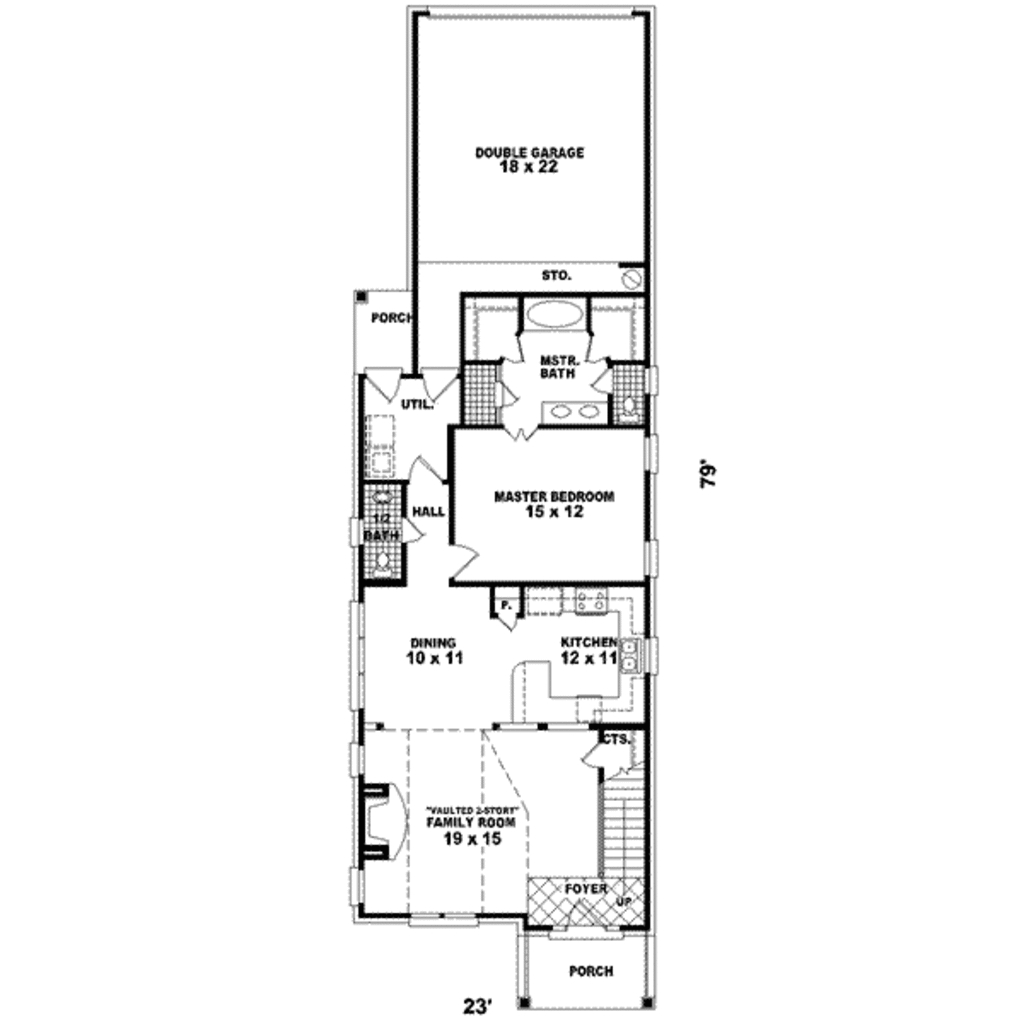 DOUBLE GARAGE
18 x 22
STO.
PORCH
MSTR.
BATH
UTIL.
79'
MASTER BEDROOM
15 x 12
HALL
1/2
BATH
P.
DINING
10 x 11
KITCHEN
12 x 11
CTS.
"VAULTED 2-STORY"
FAMILY ROOM
19 x 15
FOYER
UP
PORCH
23'